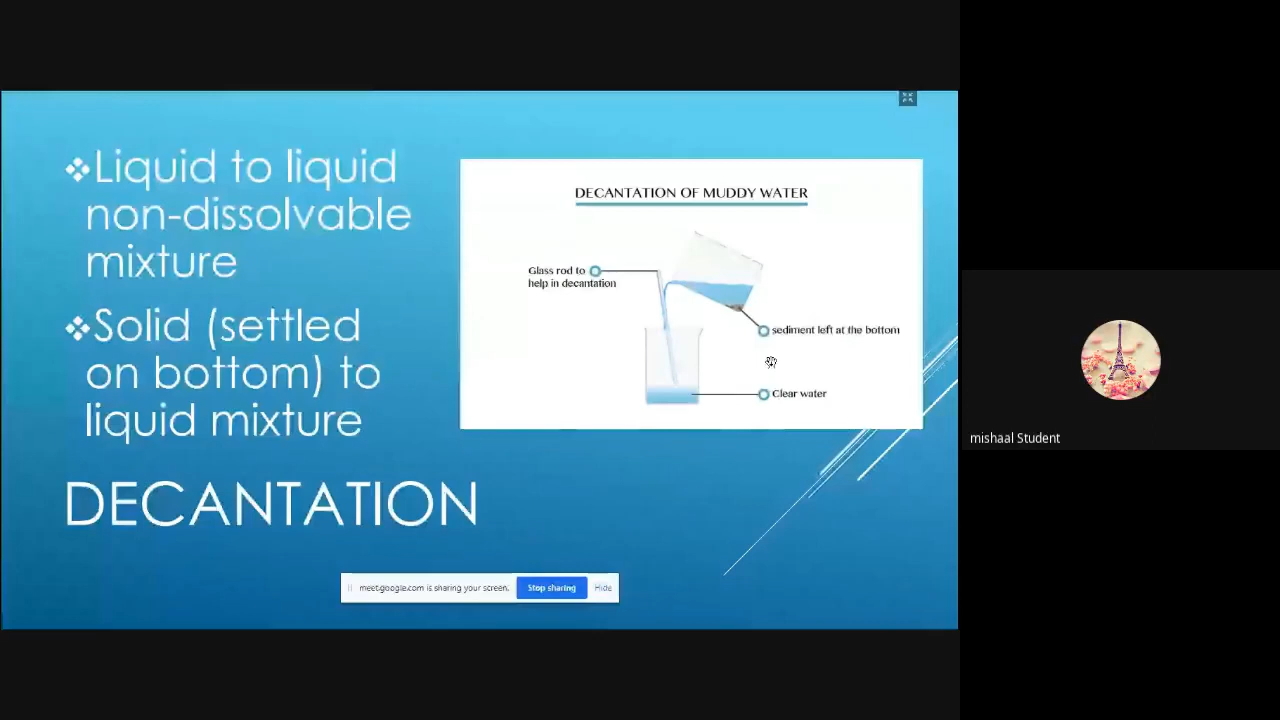 ❖Liquid to liquid
non-dissolvable
mixture
❖Solid (settled
on bottom) to
liquid mixture
DECANTATION
DECANTATION OF MUDDY WATER
Glass rod to
help in decantation
sediment left at the bottom
Clear water
meet.google.com is sharing your screen. Stop sharing Hide
mishaal Student